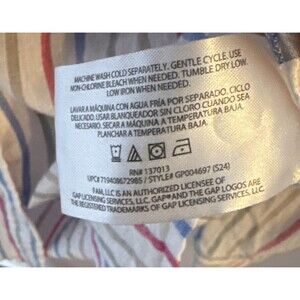 MACHINE WASH COLD SEPARATELY. GENTLE CYCLE. USE
NON-CHLORINE BLEACH WHEN NEEDED. TUMBLE DRY LOW.
LOW IRON WHEN NEEDED.
LAVAR A MÁQUINA CON AGUA FRÍA POR SEPARADO. CICLO
DELICADO. USAR BLANQUEADOR SIN CLORO CUANDO SEA
NECESARIO. SECAR A MÁQUINA A TEMPERATURA BAJA.
PLANCHAR A TEMPERATURA BAJA.
RN# 137013
UPC# 719408672985 / STYLE# GP004697 (S24)
FAM, LLC IS AN AUTHORIZED LICENSEE OF
GAP LICENSING SERVICES, LLC. GAP® AND THE GAP LOGOS ARE
THE REGISTERED TRADEMARKS OF GAP LICENSING SERVICES, LLC.